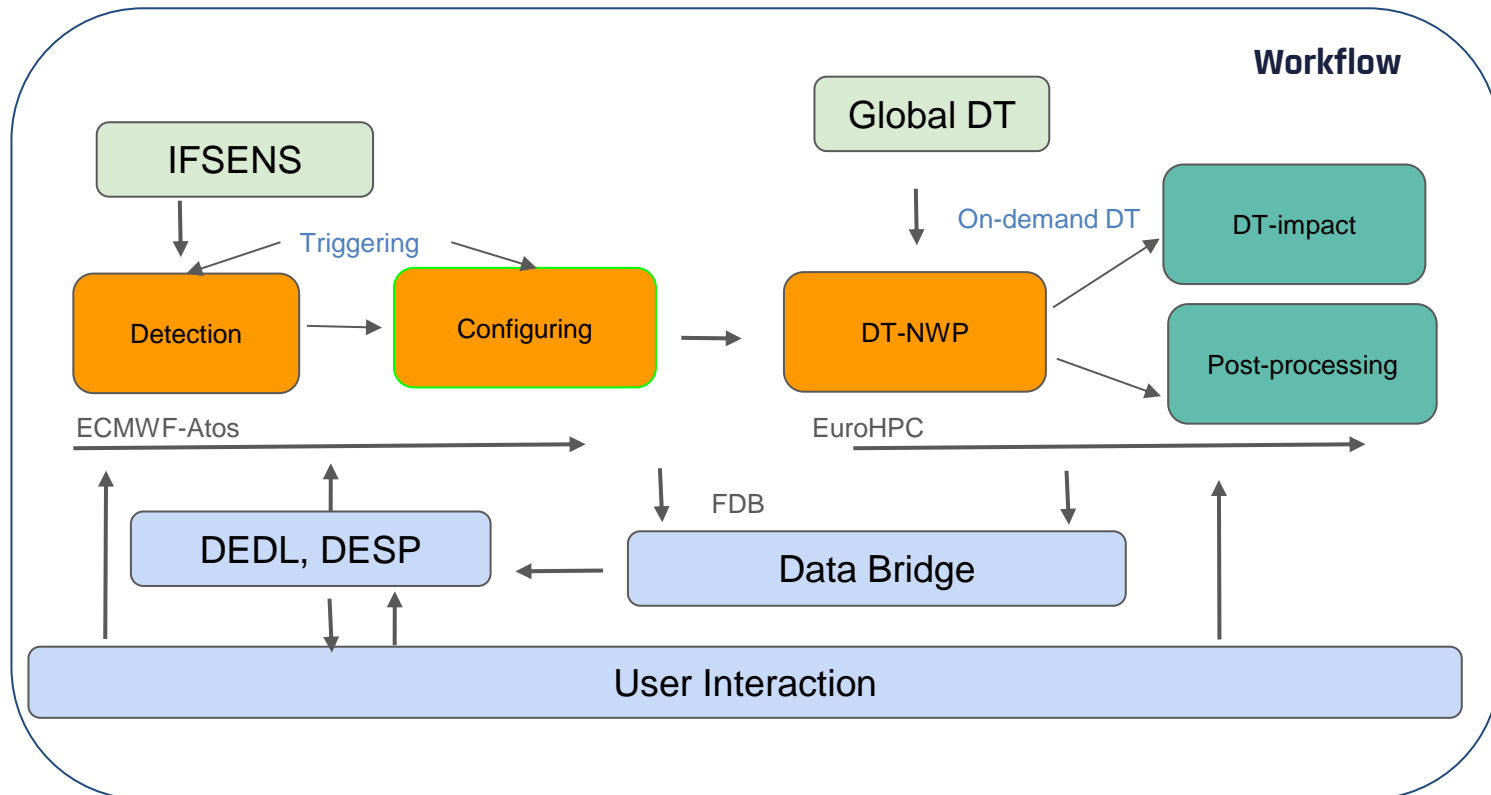 Workflow
Global DT
IFSENS
On-demand DT
DT-impact
Triggering
Detection
Configuring
DT-NWP
Post-processing
ECMWF-Atos
EuroHPC
FDB
DEDL, DESP
Data Bridge
User Interaction